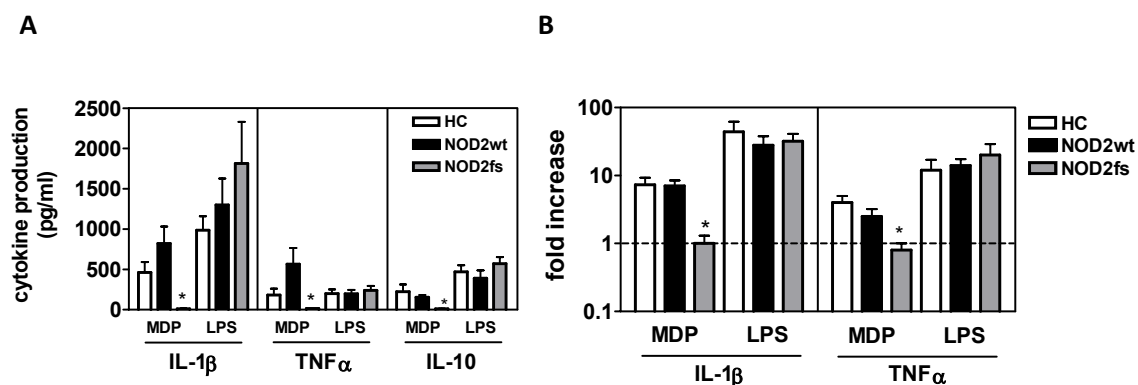 A
cytokine production
(pg/ml)
2500
2000
1500
1000
500
0
HC
NOD2wt
NOD2fs
*
*
*
MDP LPS MDP LPS MDP LPS
IL-1β TNFα IL-10
B
fold increase
100
10
1
0.1
HC
NOD2wt
NOD2fs
*
*
MDP LPS MDP LPS
IL-1β TNFα